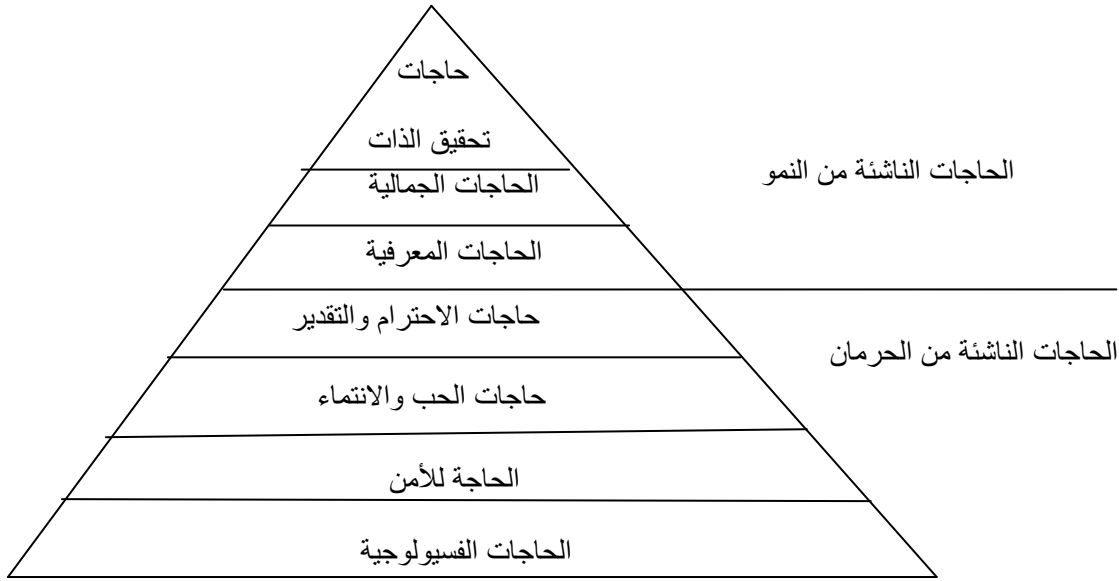 حاجات
تحقيق الذات
الحاجات الناشئة من النمو
الحاجات الجمالية
الحاجات المعرفية
حاجات الاحترام والتقدير
الحاجات الناشئة من الحرمان
حاجات الحب والانتماء
الحاجة للأمن
الحاجات الفسيولوجية